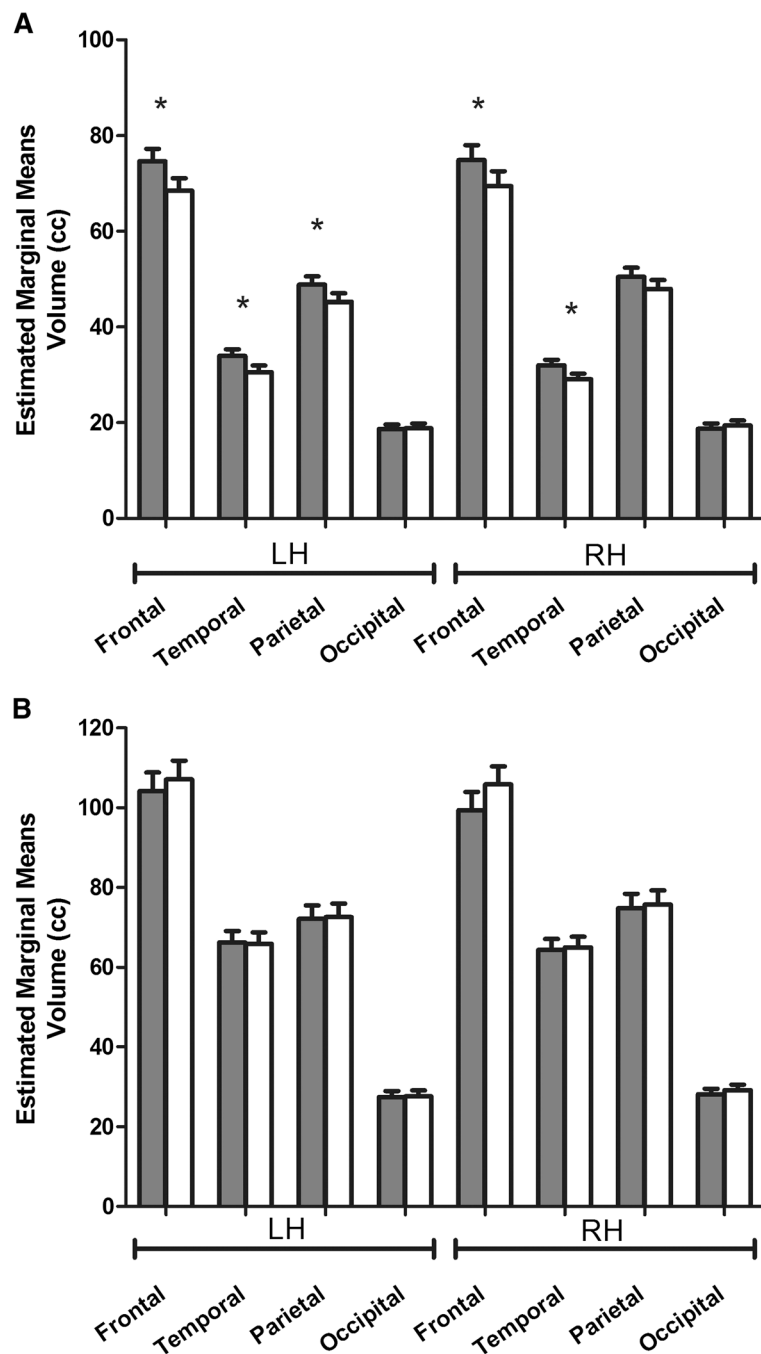 A
Estimated Marginal Means
Volume (cc)
100
80
60
40
20
0
*
*
*
*
*
LH
RH
Frontal
Temporal
Parietal
Occipital
Frontal
Temporal
Parietal
Occipital
B
Estimated Marginal Means
Volume (cc)
120
100
80
60
40
20
0
LH
RH
Frontal
Temporal
Parietal
Occipital
Frontal
Temporal
Parietal
Occipital